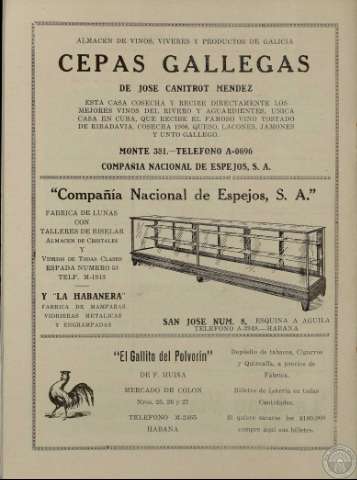 ALMACEN DE VINOS, VIVERES Y PRODUCTOS DE GALICIA
CEPAS GALLEGAS
DE JOSE CANITROT MENDEZ
ESTA CASA COSECHA Y RECIBE DIRECTAMENTE LOS
MEJORES VINOS DEL RIVERO Y AGUARDIENTES. UNICA
CASA EN CUBA, QUE RECIBE EL FAMOSO VINO TOSTADO
DE RIBADAVIA, COSECHA 1906, QUESO, LACONES, JAMONES
Y UNTO GALLEGO.
MONTE 381.—TELEFONO A-0696
COMPAÑIA NACIONAL DE ESPEJOS, S. A.
“Compañía Nacional de Espejos, S. A.”
FABRICA DE LUNAS
CON
TALLERES DE BISELAR
ALMACEN DE CRISTALES
Y
VIDRIOS DE TODAS CLASES
ESPADA NUMERO
TELF. M-1815
Y "LA HABANERA"
FABRICA DE MAMPARAS
VIDRIERAS METALICAS
Y ENGRAPADAS
SAN JOSE NUM. 8, ESQUINA A AGUILA
TELEFONO —HABANA
"El Gallito del Polvorín"
DE F. MUIÑA
MERCADO DE COLON
Nros. 25, 26 y 27
TELEFONO M-2465
HABANA
Depósito de tabacos, Cigarros
y Quincalla, a precios de
Fábrica.
Billetes de Lotería en todas
Cantidades.
El quiere sacarse los $100,000
compre aquí sus billetes.